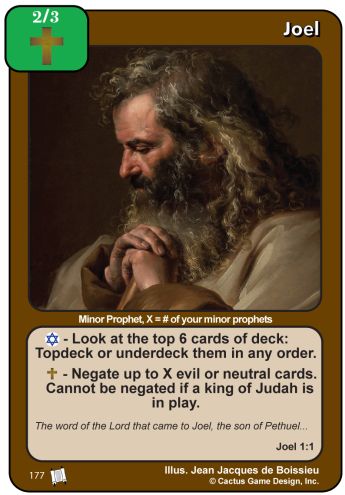 2/3
Joel
Minor Prophet, X = # of your minor prophets
- Look at the top 6 cards of deck:
Topdeck or underdeck them in any order.
- Negate up to X evil or neutral cards.
Cannot be negated if a king of Judah is
in play.
The word of the Lord that came to Joel, the son of Pethuel...
Joel 1:1
177
Illus. Jean Jacques de Boissieu
© Cactus Game Design, Inc.